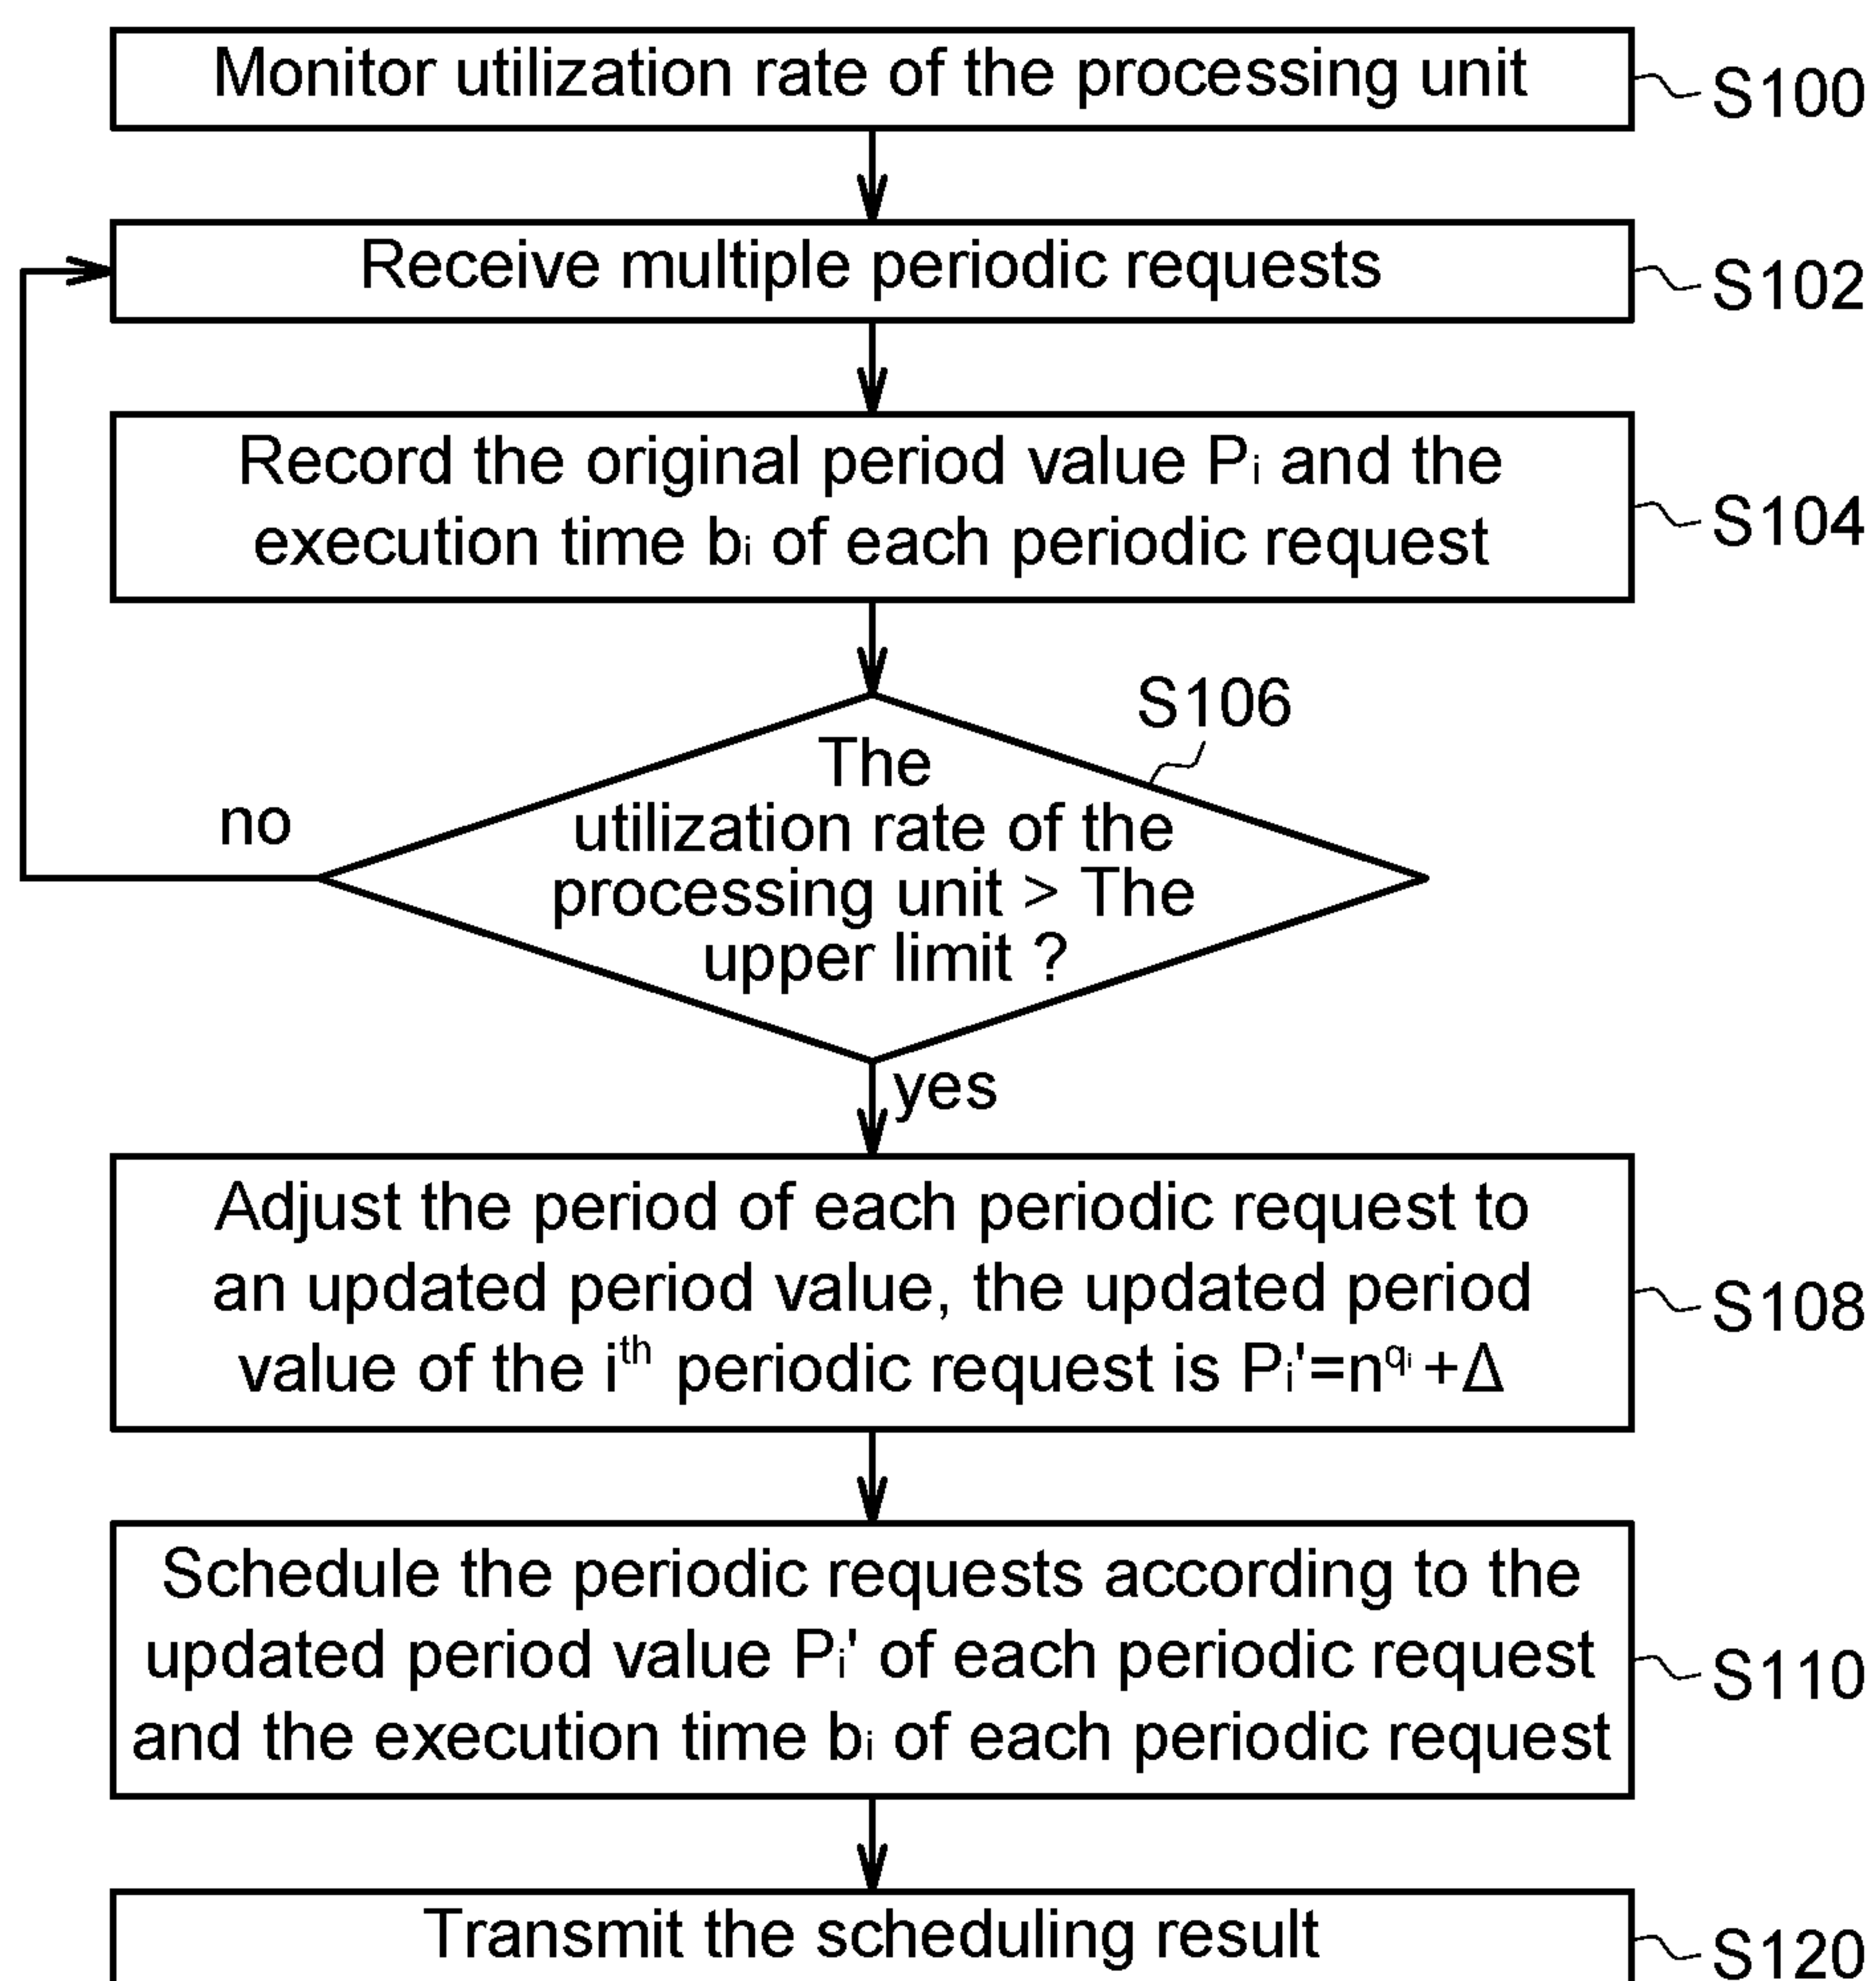 Monitor utilization rate of the processing unit
S100
Receive multiple periodic requests
S102
Record the original period value Pi and the
execution time bi of each periodic request
S104
S106
The
utilization rate of the
processing unit > The
upper limit ?
no
yes
Adjust the period of each periodic request to
an updated period value, the updated period
value of the i^th periodic request is Pi'=n^qi +Δ
S108
Schedule the periodic requests according to the
updated period value Pi' of each periodic request
and the execution time bi of each periodic request
S110
Transmit the scheduling result
S120